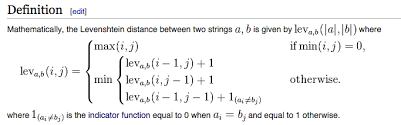 Definition [edit]
Mathematically, the Levenshtein distance between two strings a, b is given by lev_{a,b}(|a|, |b|) where
lev_{a,b}(i, j) = { max(i, j) if min(i, j) = 0,
min { lev_{a,b}(i − 1, j) + 1
lev_{a,b}(i, j − 1) + 1 otherwise.
lev_{a,b}(i − 1, j − 1) + 1_{(a_i ≠ b_j)}
where 1_{(a_i ≠ b_j)} is the indicator function equal to 0 when a_i = b_j and equal to 1 otherwise.